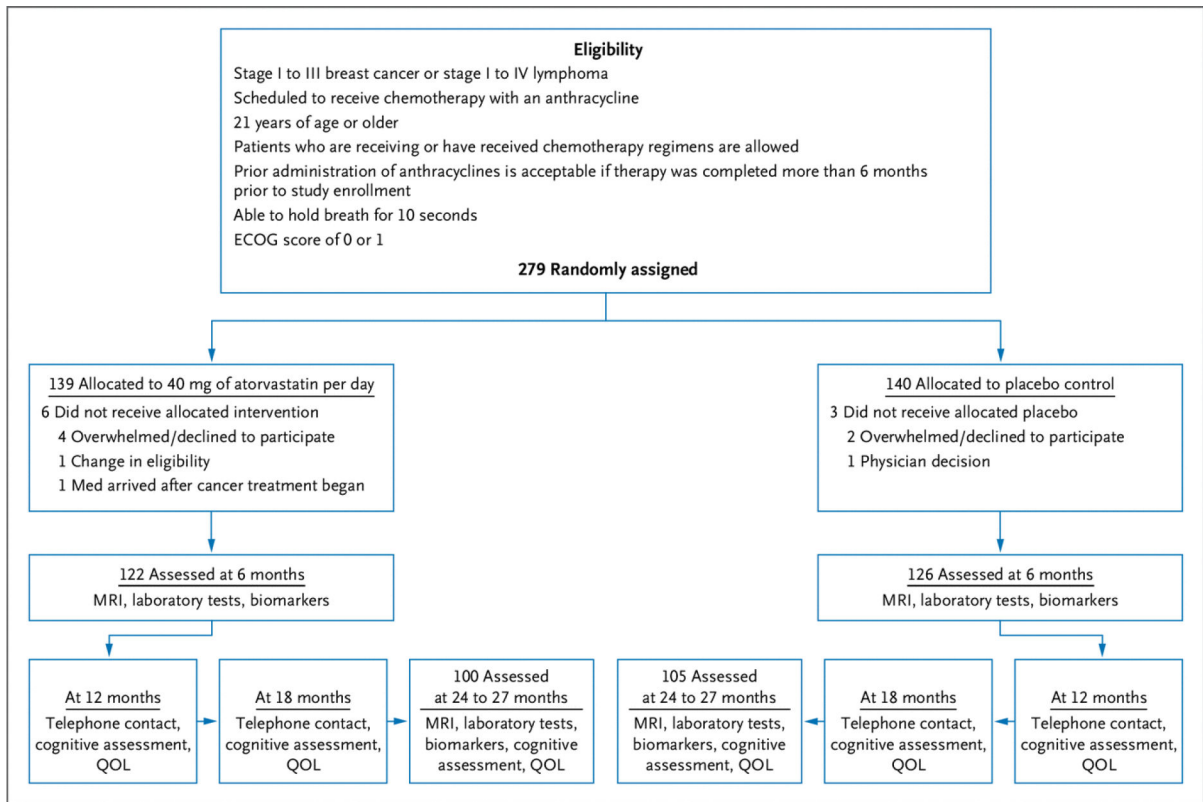 Eligibility
Stage I to III breast cancer or stage I to IV lymphoma
Scheduled to receive chemotherapy with an anthracycline
21 years of age or older
Patients who are receiving or have received chemotherapy regimens are allowed
Prior administration of anthracyclines is acceptable if therapy was completed more than 6 months
prior to study enrollment
Able to hold breath for 10 seconds
ECOG score of 0 or 1
279 Randomly assigned
139 Allocated to 40 mg of atorvastatin per day
6 Did not receive allocated intervention
4 Overwhelmed/declined to participate
1 Change in eligibility
1 Med arrived after cancer treatment began
140 Allocated to placebo control
3 Did not receive allocated placebo
2 Overwhelmed/declined to participate
1 Physician decision
122 Assessed at 6 months
MRI, laboratory tests, biomarkers
126 Assessed at 6 months
MRI, laboratory tests, biomarkers
At 12 months
Telephone contact,
cognitive assessment,
QOL
At 18 months
Telephone contact,
cognitive assessment,
QOL
100 Assessed
at 24 to 27 months
MRI, laboratory tests,
biomarkers, cognitive
assessment, QOL
105 Assessed
at 24 to 27 months
MRI, laboratory tests,
biomarkers, cognitive
assessment, QOL
At 18 months
Telephone contact,
cognitive assessment,
QOL
At 12 months
Telephone contact,
cognitive assessment,
QOL